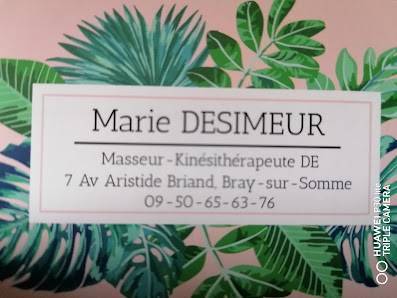 Marie DESIMEUR
Masseur-Kinésithérapeute DE
7 Av Aristide Briand, Bray-sur-Somme
09-50-65-63-76
HUAWEI P30 lite
TRIPLE CAMERA